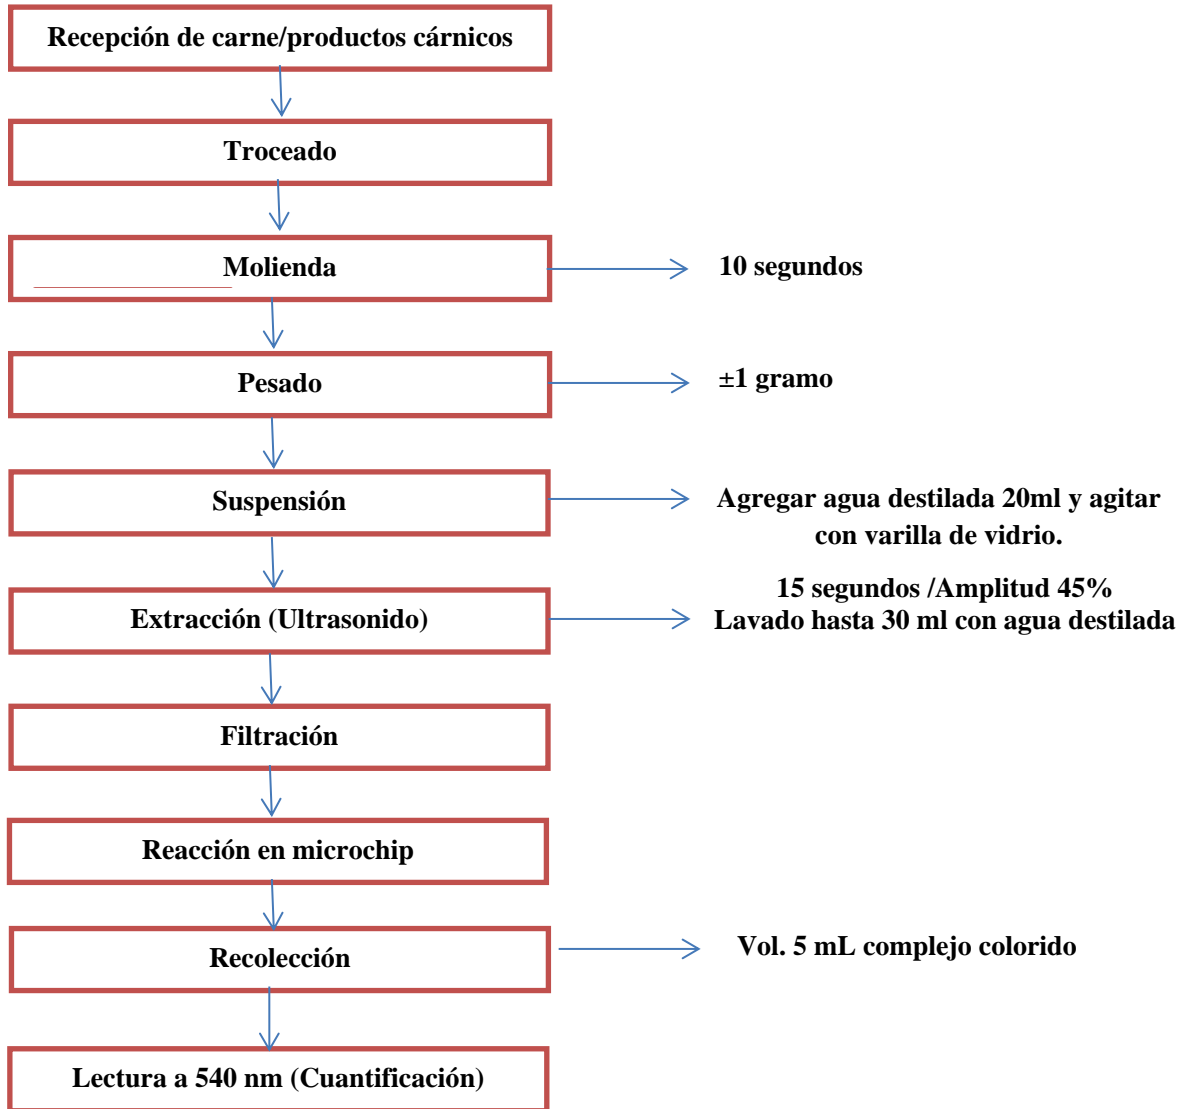 Recepción de carne/productos cárnicos
Troceado
Molienda
10 segundos
Pesado
±1 gramo
Suspensión
Agregar agua destilada 20ml y agitar
con varilla de vidrio.
Extracción (Ultrasonido)
15 segundos /Amplitud 45%
Lavado hasta 30 ml con agua destilada
Filtración
Reacción en microchip
Recolección
Vol. 5 mL complejo colorido
Lectura a 540 nm (Cuantificación)